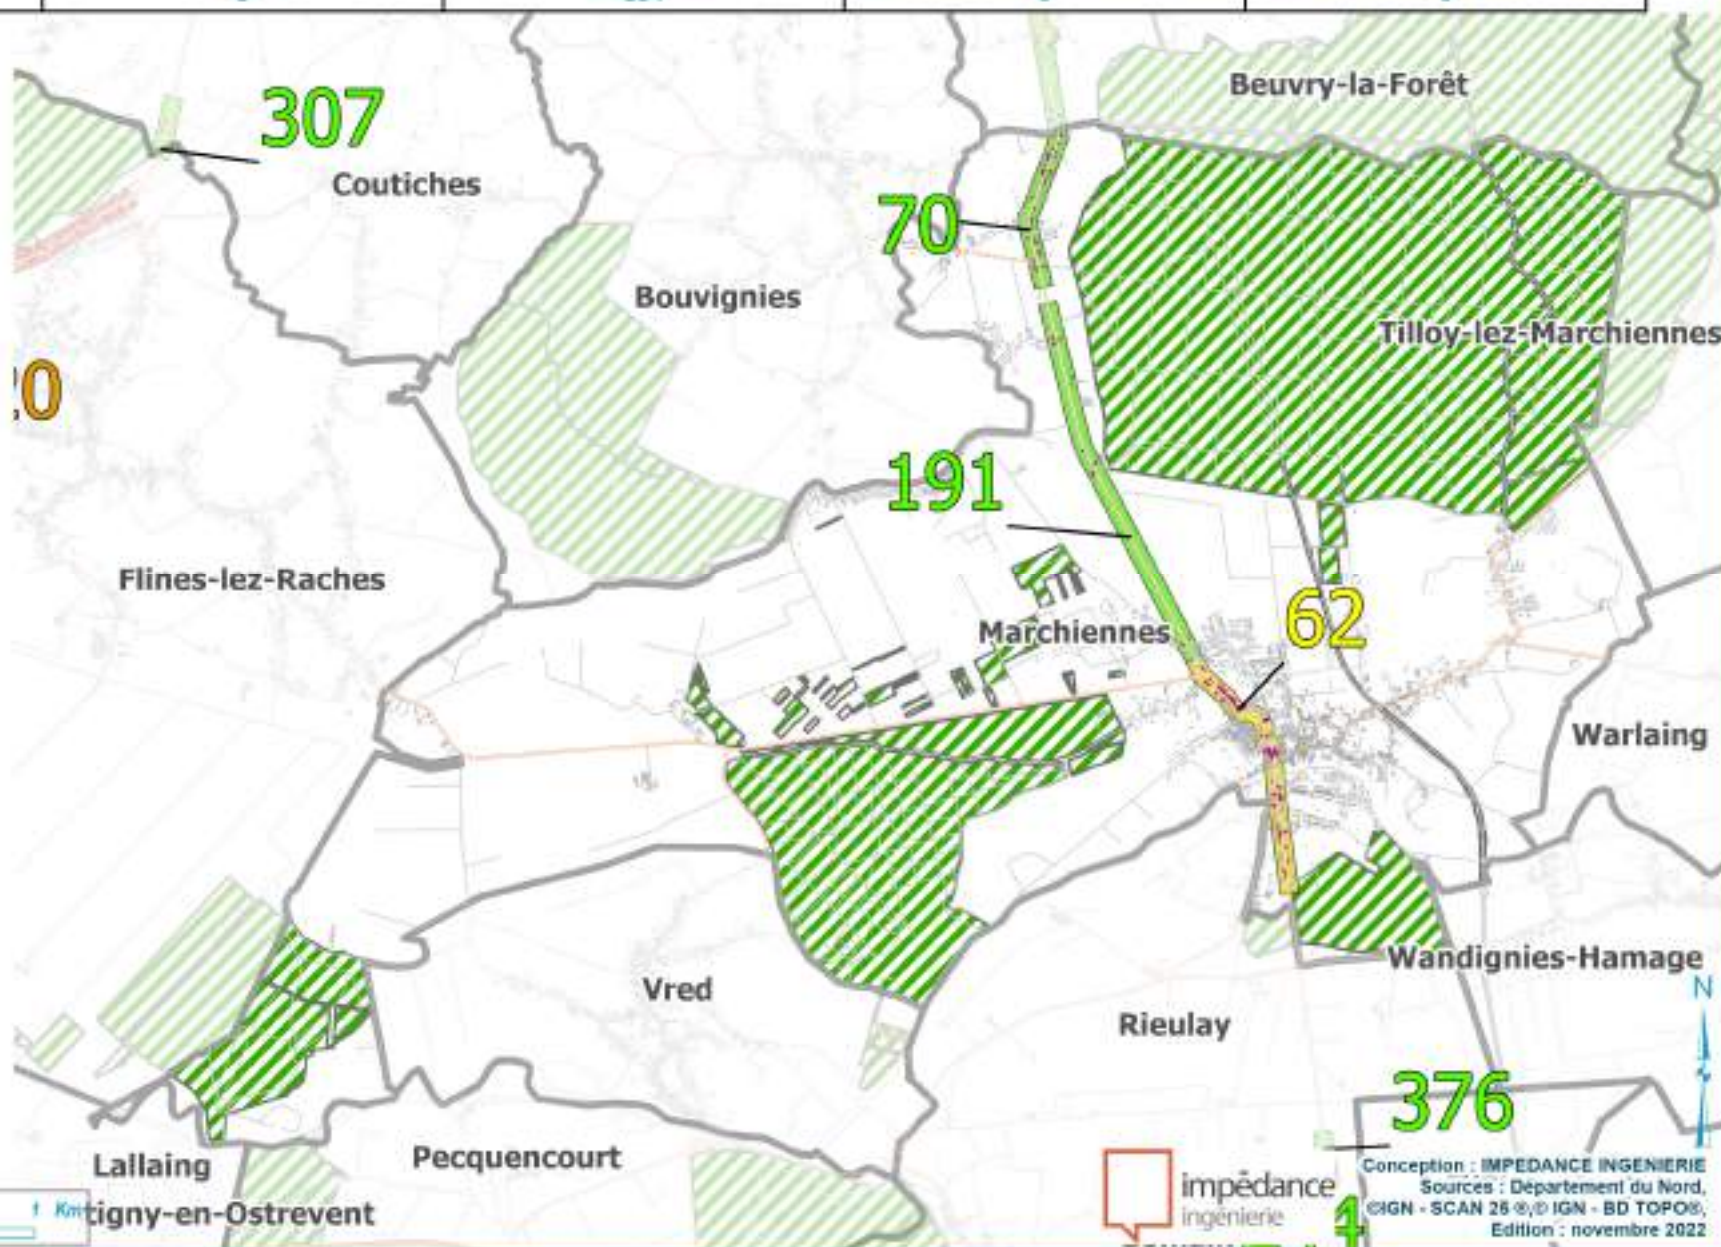 Beuvry-la-Forêt
307
Coutiches
70
Bouvignies
Tilloy-lez-Marchiennes
191
Flines-lez-Raches
62
Marchiennes
Warlaing
Wandignies-Hamage
Vred
N
Rieulay
376
Pecquencourt
Lallaing
impédance
ingénierie
Conception : IMPEDANCE INGENIERIE
Sources : Département du Nord,
©IGN - SCAN 25 ®,© IGN - BD TOPO®,
Edition : novembre 2022
1 Km
tigny-en-Ostrevent